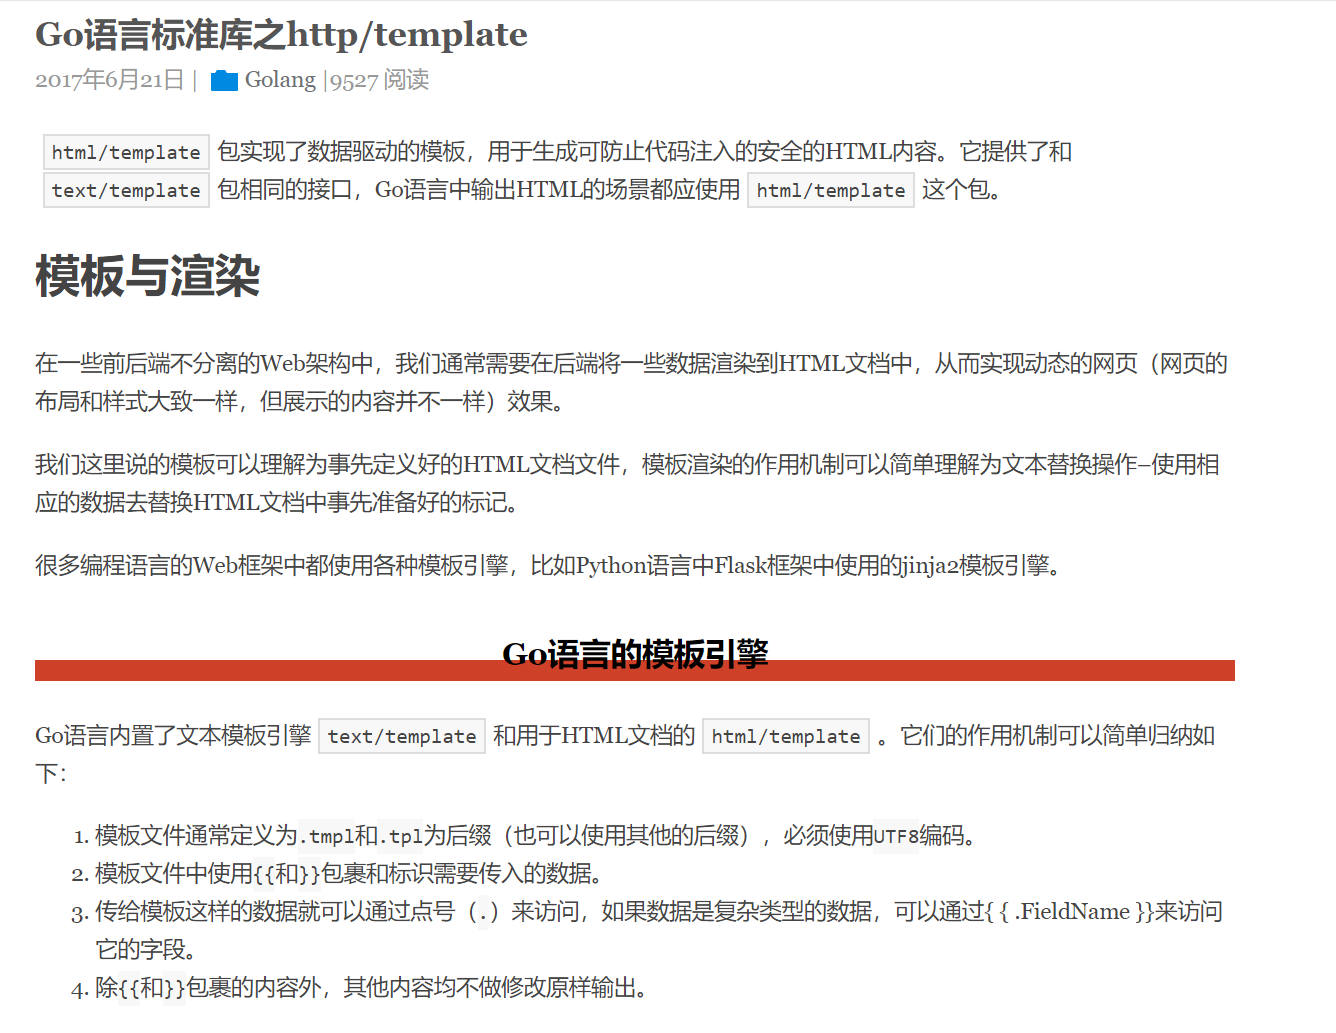 Go语言标准库之http/template
2017年6月21日 | Golang |9527 阅读
html/template 包实现了数据驱动的模板，用于生成可防止代码注入的安全的HTML内容。它提供了和
text/template 包相同的接口，Go语言中输出HTML的场景都应使用 html/template 这个包。
模板与渲染
在一些前后端不分离的Web架构中，我们通常需要在后端将一些数据渲染到HTML文档中，从而实现动态的网页（网页的
布局和样式大致一样，但展示的内容并不一样）效果。
我们这里说的模板可以理解为事先定义好的HTML文档文件，模板渲染的作用机制可以简单理解为文本替换操作–使用相
应的数据去替换HTML文档中事先准备好的标记。
很多编程语言的Web框架中都使用各种模板引擎，比如Python语言中Flask框架中使用的jinja2模板引擎。
Go语言的模板引擎
Go语言内置了文本模板引擎 text/template 和用于HTML文档的 html/template 。它们的作用机制可以简单归纳如
下：
1. 模板文件通常定义为.tmpl和.tpl为后缀（也可以使用其他的后缀），必须使用UTF8编码。
2. 模板文件中使用{{和}}包裹和标识需要传入的数据。
3. 传给模板这样的数据就可以通过点号（.）来访问，如果数据是复杂类型的数据，可以通过{ { .FieldName }}来访问
它的字段。
4. 除{{和}}包裹的内容外，其他内容均不做修改原样输出。